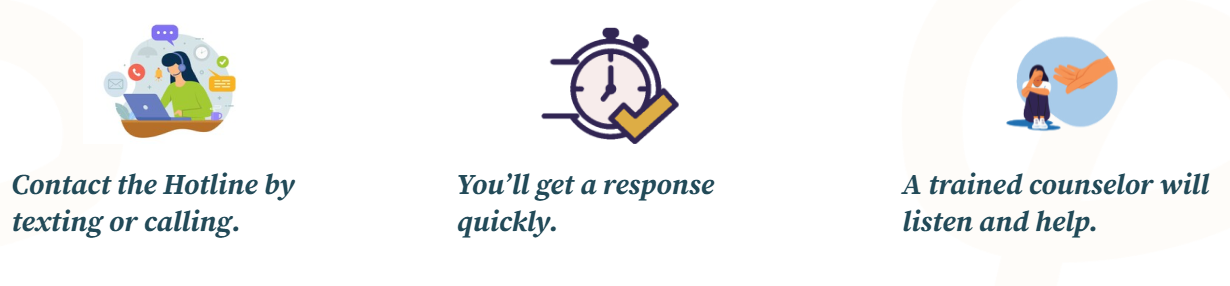 Contact the Hotline by
texting or calling.
You’ll get a response
quickly.
A trained counselor will
listen and help.